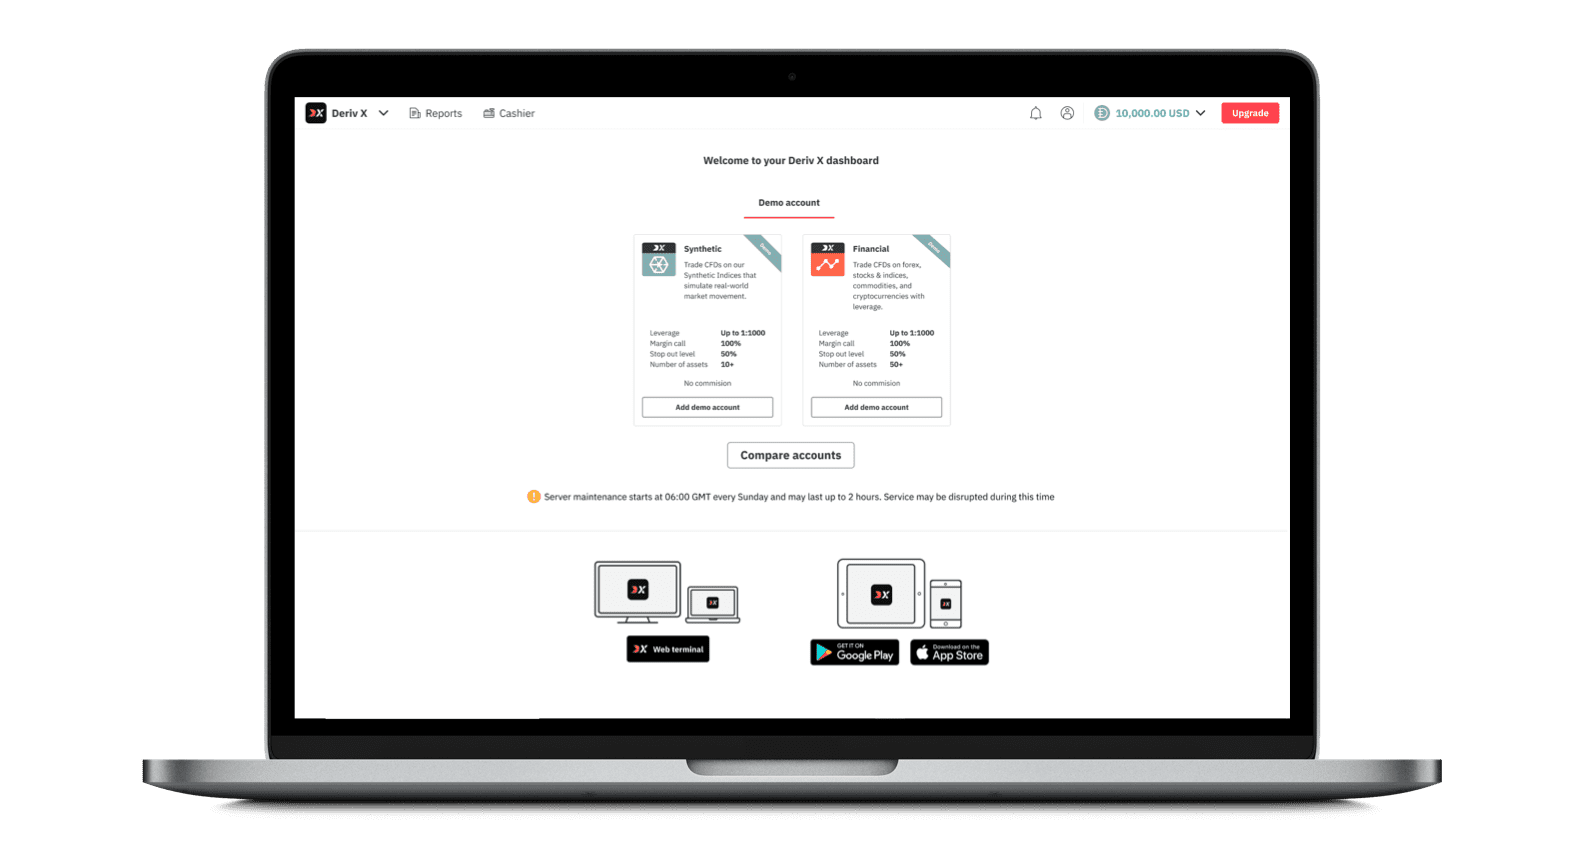 Deriv X
Reports
Cashier
10,000.00 USD
Upgrade
Welcome to your Deriv X dashboard
Demo account
Synthetic
Demo
Trade CFDs on our
Synthetic Indices that
simulate real-world
market movement.
Leverage Up to 1:1000
Margin call 100%
Stop out level 50%
Number of assets 10+
No commision
Add demo account
Financial
Demo
Trade CFDs on forex,
stocks & indices,
commodities, and
cryptocurrencies with
leverage.
Leverage Up to 1:1000
Margin call 100%
Stop out level 50%
Number of assets 50+
No commision
Add demo account
Compare accounts
Server maintenance starts at 06:00 GMT every Sunday and may last up to 2 hours. Service may be disrupted during this time
Web terminal
GET IT ON
Google Play
Download on the
App Store